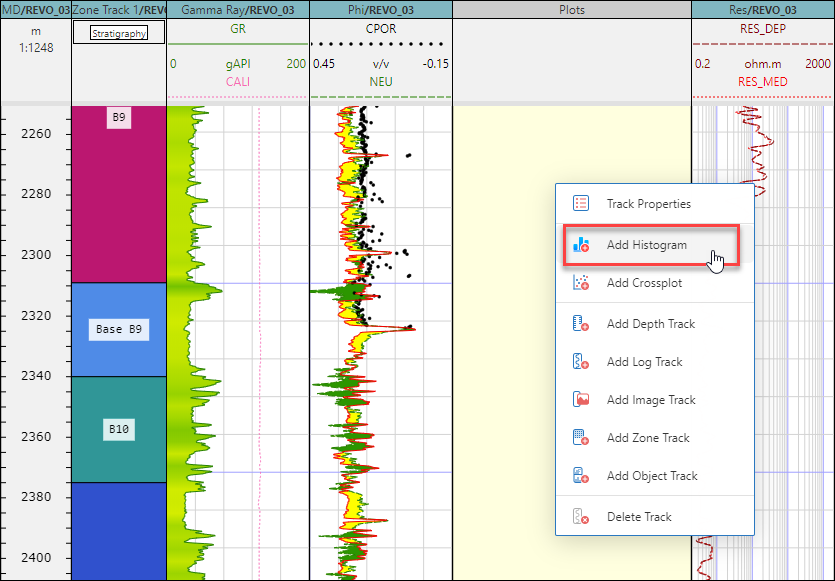 MD/REVO_03 Zone Track 1/REV Gamma Ray/REVO_03 Phi/REVO_03 Plots Res/REVO_03
m
1:1248
Stratigraphy
GR
0 gAPI 200
CALI
CPOR
0.45 v/v -0.15
NEU
RES_DEP
0.2 ohm.m 2000
RES_MED
2260
2280
2300
2320
2340
2360
2380
2400
B9
Base B9
B10
Track Properties
Add Histogram
Add Crosplot
Add Depth Track
Add Log Track
Add Image Track
Add Zone Track
Add Object Track
Delete Track